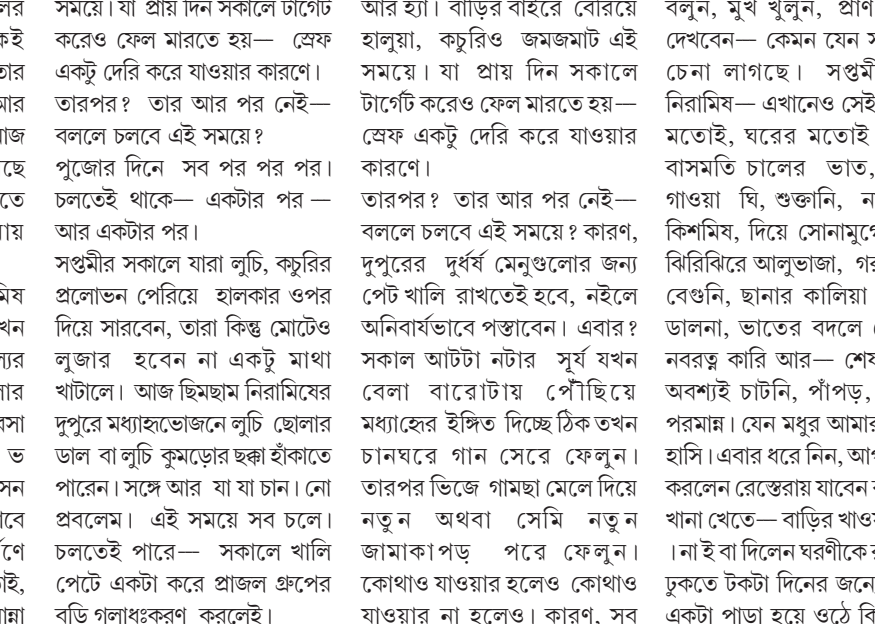 সময়ে। যা প্রায় দিন সকালে টার্গেট
করেও ফেল মারতে হয়— স্রেফ
একটু দেরি করে যাওয়ার কারণে।
তারপর? তার আর পর নেই—
বললে চলবে এই সময়ে?
পুজোর দিনে সব পর পর পর।
চলতেই থাকে— একটার পর —
আর একটার পর।
সপ্তমীর সকালে যারা লুচি, কচুরির
প্রলোভন পেরিয়ে হালকার ওপর
দিয়ে সারবেন, তারা কিন্তু মোটেও
লুজার হবেন না একটু মাথা
খাটালে। আজ ছিমছাম নিরামিষের
দুপুরে মধ্যাহ্নভোজনে লুচি ছোলার
ডাল বা লুচি কুমড়োর ছক্কা হাঁকাতে
পারেন। সঙ্গে আর যা যা চান। নো
প্রবলেম। এই সময়ে সব চলে।
চলতেই পারে— সকালে খালি
পেটে একটা করে প্রাজল গ্রুপের
বড়ি গলাধঃকরণ করলেই।
আর হ্যাঁ। বাড়ির বাইরে বেরিয়ে
হালুয়া, কচুরিও জমজমাট এই
সময়ে। যা প্রায় দিন সকালে
টার্গেট করেও ফেল মারতে হয়—
স্রেফ একটু দেরি করে যাওয়ার
কারণে।
তারপর? তার আর পর নেই—
বললে চলবে এই সময়ে? কারণ,
দুপুরের দুর্ধর্ষ মেনুগুলোর জন্য
পেট খালি রাখতেই হবে, নইলে
অনিবার্যভাবে পস্তাবেন। এবার?
সকাল আটটা নটার সূর্য যখন
বেলা বারোটায় পৌঁছিয়ে
মধ্যাহ্নের ইঙ্গিত দিচ্ছে ঠিক তখন
চানঘরে গান সেরে ফেলুন।
তারপর ভিজে গামছা মেলে দিয়ে
নতুন অথবা সেমি নতুন
জামাকাপড় পরে ফেলুন।
কোথাও যাওয়ার হলেও কোথাও
যাওয়ার না হলেও। কারণ, সব
বলুন, মুখ খুলুন, প্রাণ
দেখবেন— কেমন যেন
চেনা লাগছে। সপ্তমী
নিরামিষ— এখানেও সেই
মতোই, ঘরের মতোই
বাসমতি চালের ভাত,
গাওয়া ঘি, শুক্তানি,
কিশমিষ, দিয়ে সোনামুগে
ঝিরিঝিরে আলুভাজা,
বেগুনি, ছানার কালিয়া
ডালনা, ভাতের বদলে
নবরত্ন কারি আর— শেষ
অবশ্যই চাটনি, পাঁপড়,
পরমান্ন। যেন মধুর আমার
হাসি। এবার ধরে নিন,
করলেন রেস্তেরায় যাবেন
খানা খেতে— বাড়ির
। না ই বা দিলেন ঘরণীকে
ঢুকতে টকটা দিনের জন্যে
একটা পাড়া হয়ে ওঠে